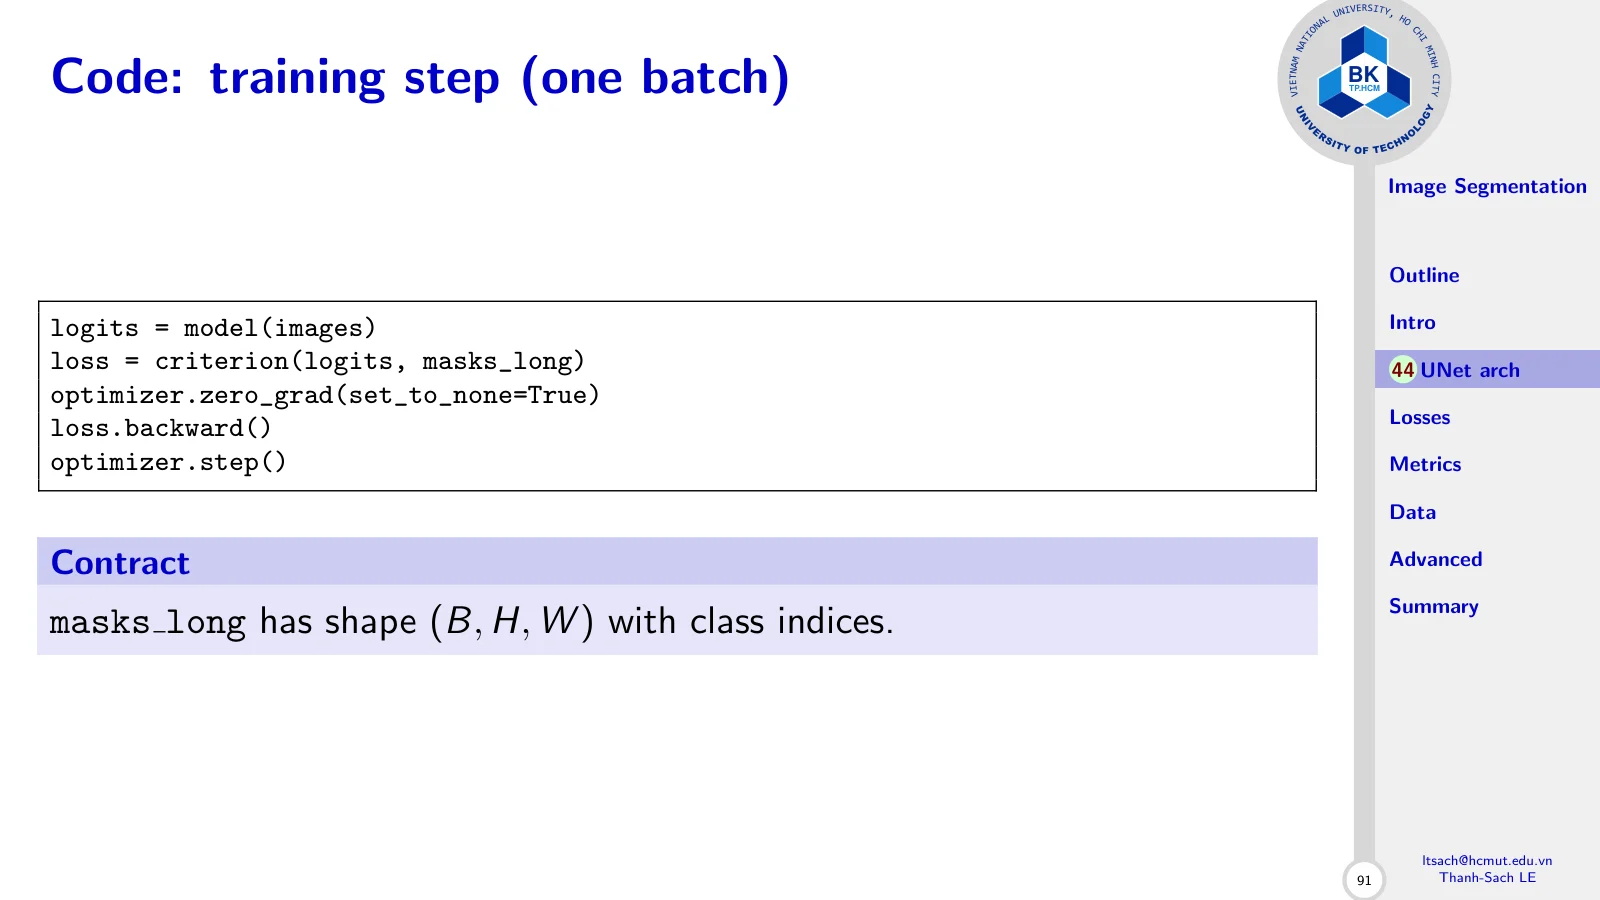 Code: training step (one batch)
VIETNAM NATIONAL UNIVERSITY, HO CHI MINH CITY
BK
TP.HCM
UNIVERSITY OF TECHNOLOGY
logits = model(images)
loss = criterion(logits, masks_long)
optimizer.zero_grad(set_to_none=True)
loss.backward()
optimizer.step()
Contract
masks_long has shape (B, H, W) with class indices.
Image Segmentation
Outline
Intro
44 UNet arch
Losses
Metrics
Data
Advanced
Summary
ltsach@hcmut.edu.vn
Thanh-Sach LE
91